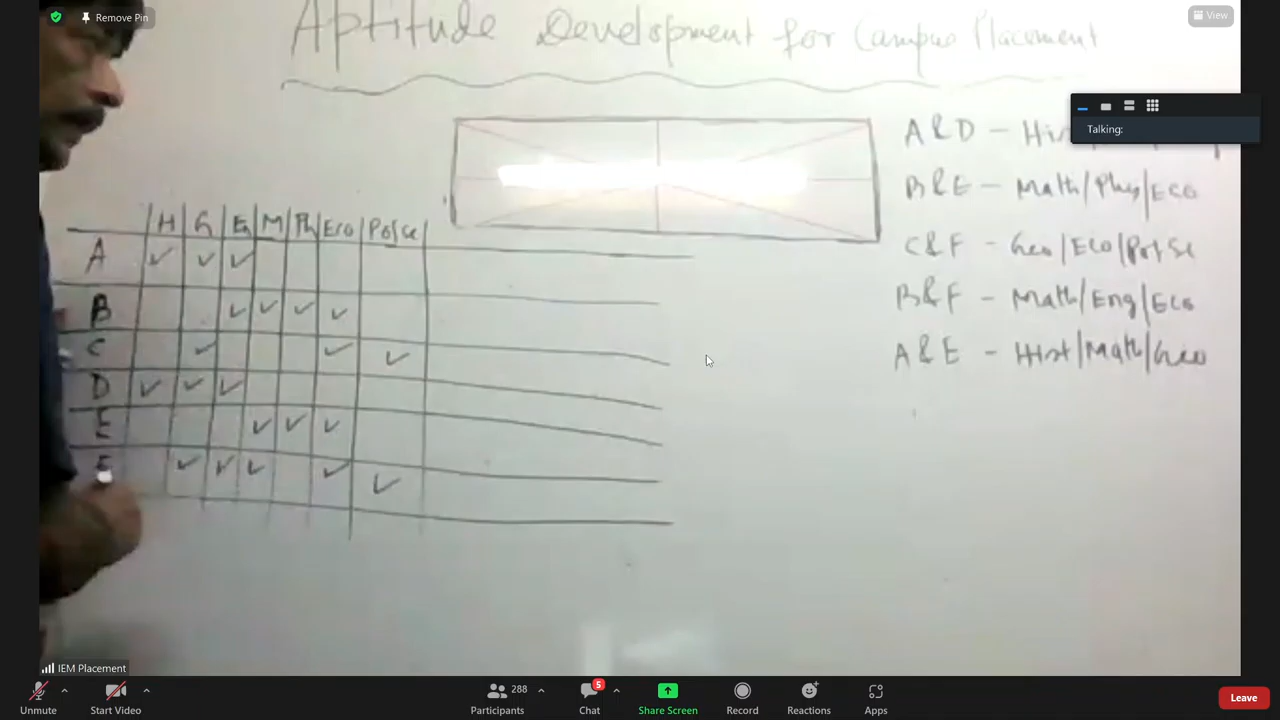 Remove Pin
View
Aptitude Development for Campus Placement
Talking:
A & D - Hist
B & E - Math/Phy/Eco
C & F - Geo/Eco/Pol Sc
B & F - Math/Eng/Eco
A & E - Hist/Math/Geo
H G En M Ph Eco Pol Sc
A ✓ ✓ ✓
B ✓ ✓ ✓ ✓
C ✓ ✓ ✓
D ✓ ✓ ✓
E ✓ ✓ ✓
F ✓ ✓ ✓ ✓ ✓
IEM Placement
Unmute
Start Video
288
Participants
5
Chat
Share Screen
Record
Reactions
Apps
Leave